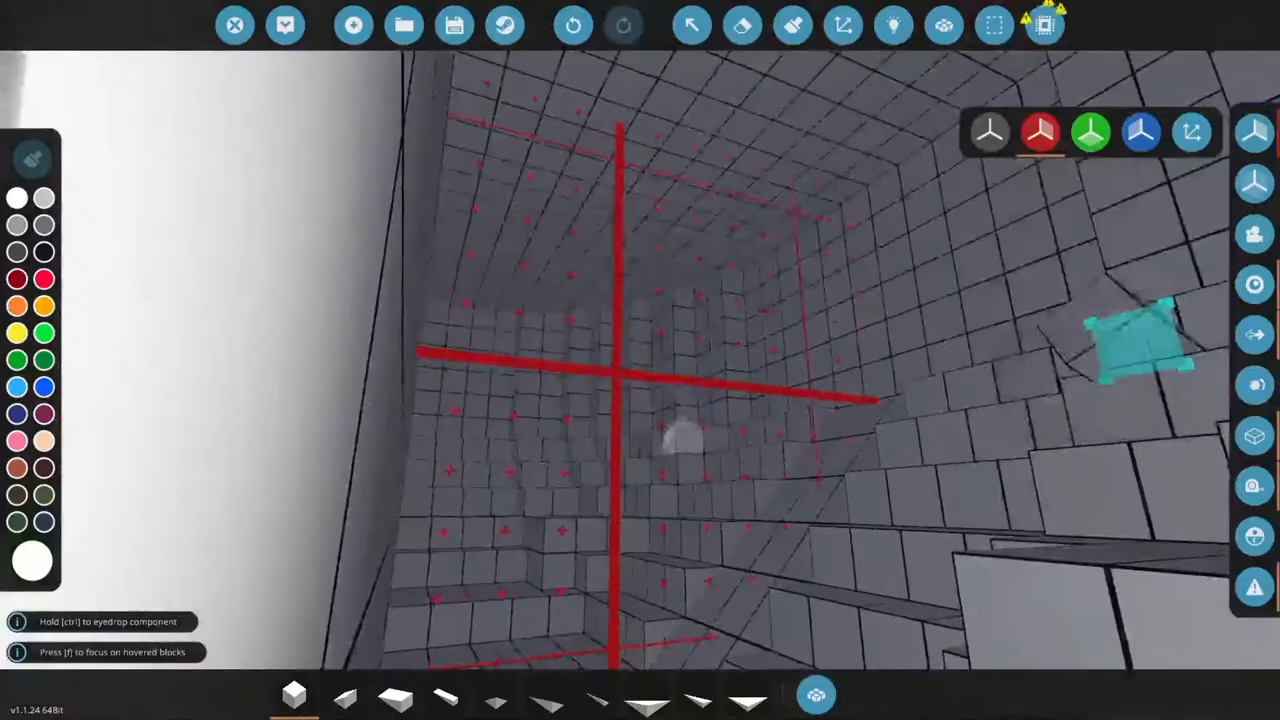 Hold [ctrl] to eyedrop component
Press [f] to focus on hovered blocks
v1.1.24 64Bit